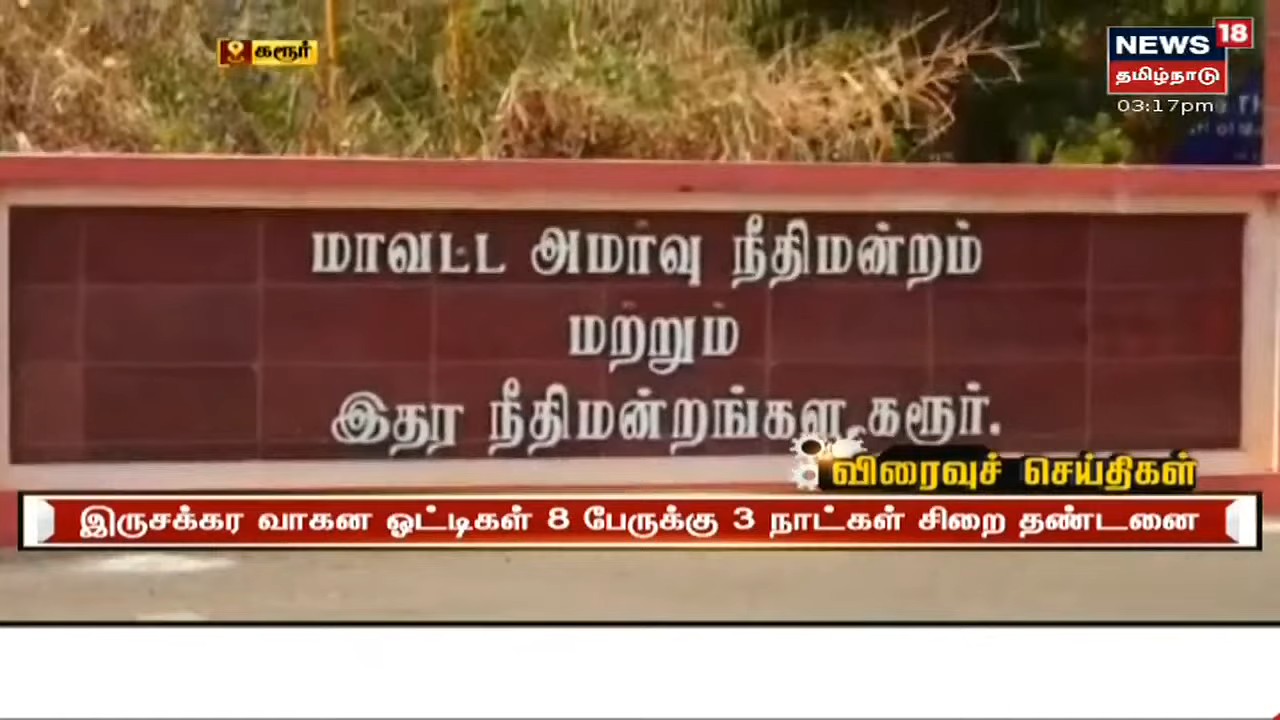 கரூர்
NEWS 18
தமிழ்நாடு
03:17pm
மாவட்ட அமர்வு நீதிமன்றம்
மற்றும்
இதர நீதிமன்றங்கள,கரூர்.
விரைவுச் செய்திகள்
இருசக்கர வாகன ஓட்டிகள் 8 பேருக்கு 3 நாட்கள் சிறை தண்டனை